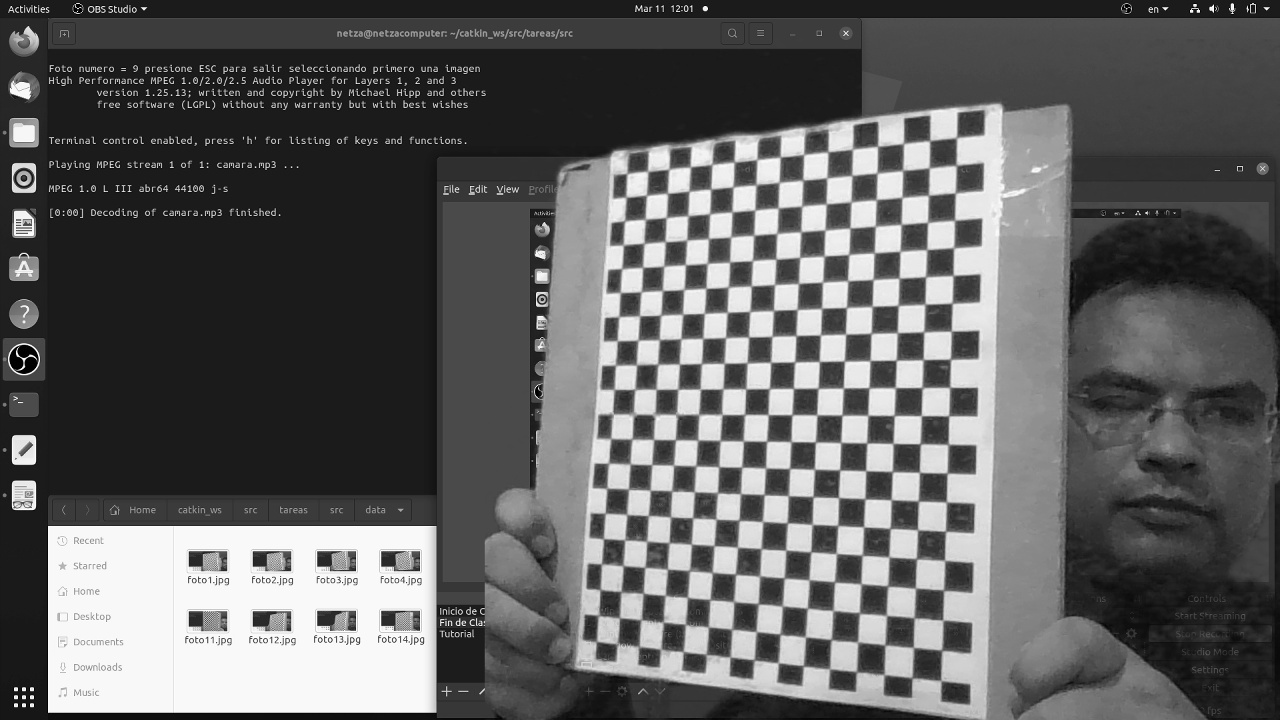 Activities OBS Studio Mar 11 12:01 en
netza@netzacomputer: ~/catkin_ws/src/tareas/src
Foto numero = 9 presione ESC para salir seleccionando primero una imagen
High Performance MPEG 1.0/2.0/2.5 Audio Player for Layers 1, 2 and 3
version 1.25.13; written and copyright by Michael Hipp and others
free software (LGPL) without any warranty but with best wishes
Terminal control enabled, press 'h' for listing of keys and functions.
Playing MPEG stream 1 of 1: camara.mp3 ...
MPEG 1.0 L III abr64 44100 j-s
[0:00] Decoding of camara.mp3 finished.
File Edit View Profile
Activities
en
Home catkin_ws src tareas src data
Recent
Starred
Home
Desktop
Documents
Downloads
Music
foto1.jpg foto2.jpg foto3.jpg foto4.jpg
foto11.jpg foto12.jpg foto13.jpg foto14.jpg
Inicio de C
Fin de Clas
Tutorial
Controls
Start Streaming
Stop Recording
Studio Mode
Settings
Exit
fps